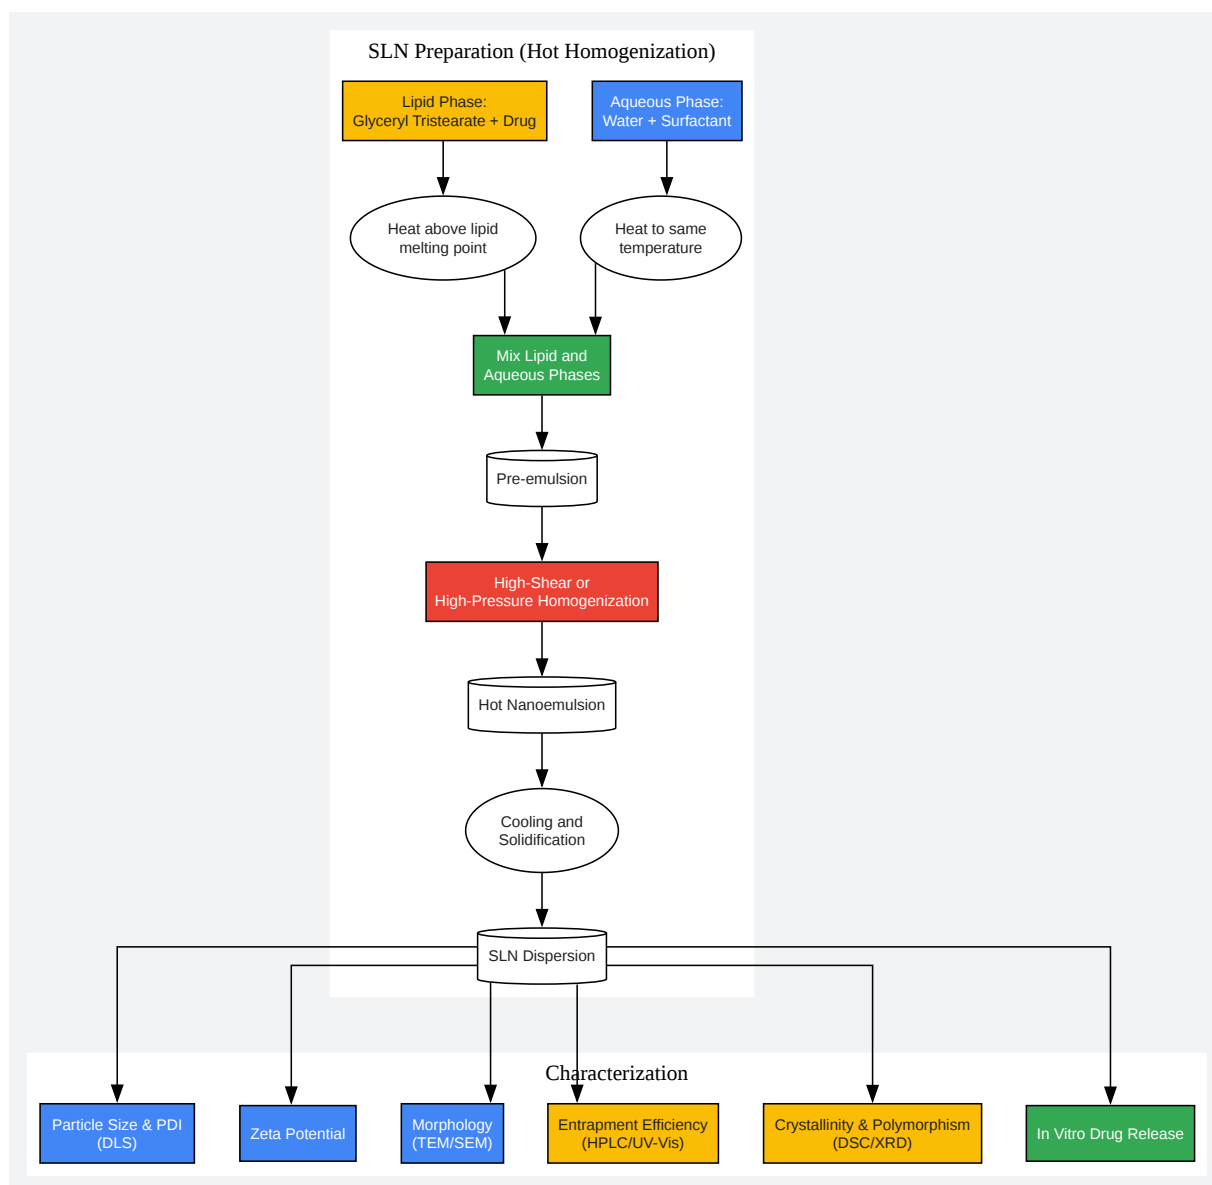 SLN Preparation (Hot Homogenization)
Lipid Phase:
Glyceryl Tristearate + Drug
Aqueous Phase:
Water + Surfactant
Heat above lipid
melting point
Heat to same
temperature
Mix Lipid and
Aqueous Phases
Pre-emulsion
High-Shear or
High-Pressure Homogenization
Hot Nanoemulsion
Cooling and
Solidification
SLN Dispersion
Characterization
Particle Size & PDI
(DLS)
Zeta Potential
Morphology
(TEM/SEM)
Entrapment Efficiency
(HPLC/UV-Vis)
Crystallinity & Polymorphism
(DSC/XRD)
In Vitro Drug Release